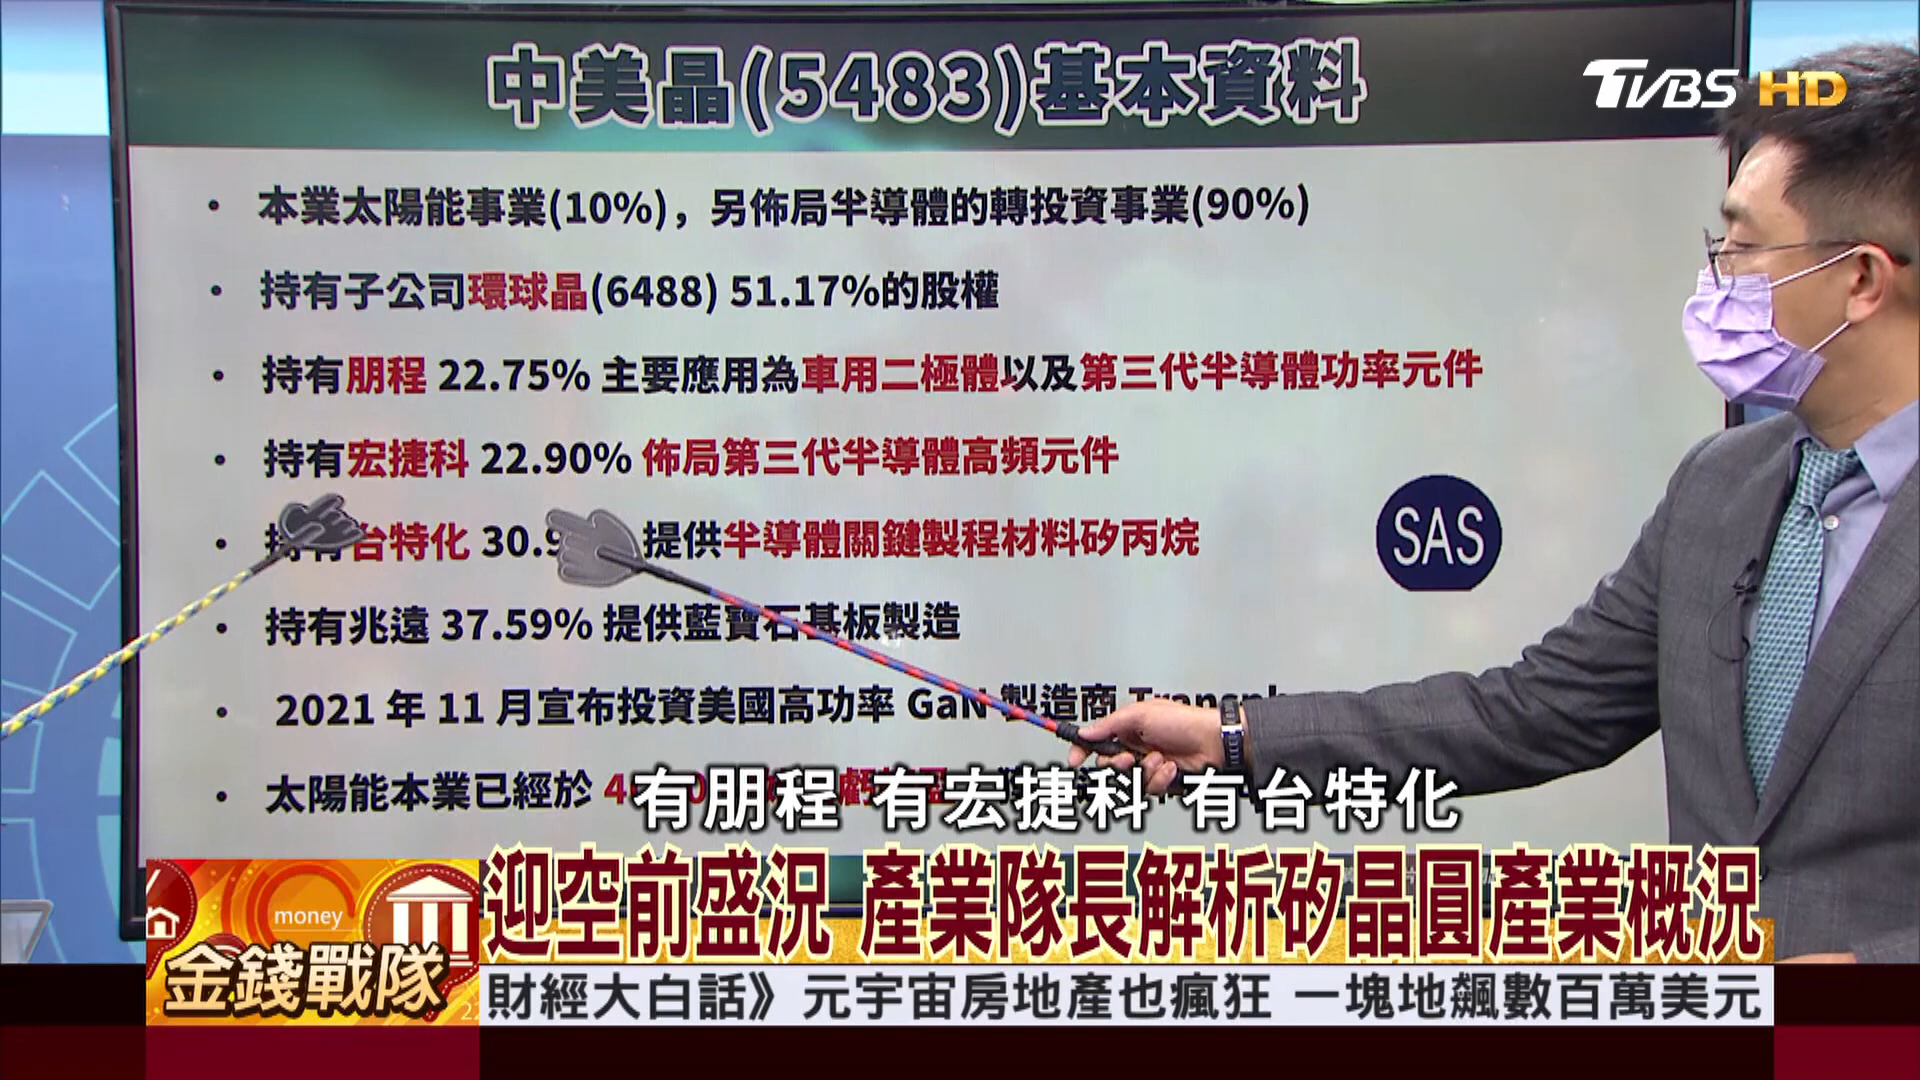 中美晶(5483)基本資料
TVBS HD
• 本業太陽能事業(10%)，另佈局半導體的轉投資事業(90%)
• 持有子公司環球晶(6488) 51.17%的股權
• 持有朋程 22.75% 主要應用為車用二極體以及第三代半導體功率元件
• 持有宏捷科 22.90% 佈局第三代半導體高頻元件
• 持有台特化 30.9 提供半導體關鍵製程材料矽丙烷
SAS
• 持有兆遠 37.59% 提供藍寶石基板製造
• 2021 年 11 月宣布投資美國高功率 GaN 製造商
• 太陽能本業已經於
有朋程 有宏捷科 有台特化
迎空前盛況 產業隊長解析矽晶圓產業概況
money
金錢戰隊
財經大白話》元宇宙房地產也瘋狂 一塊地飆數百萬美元